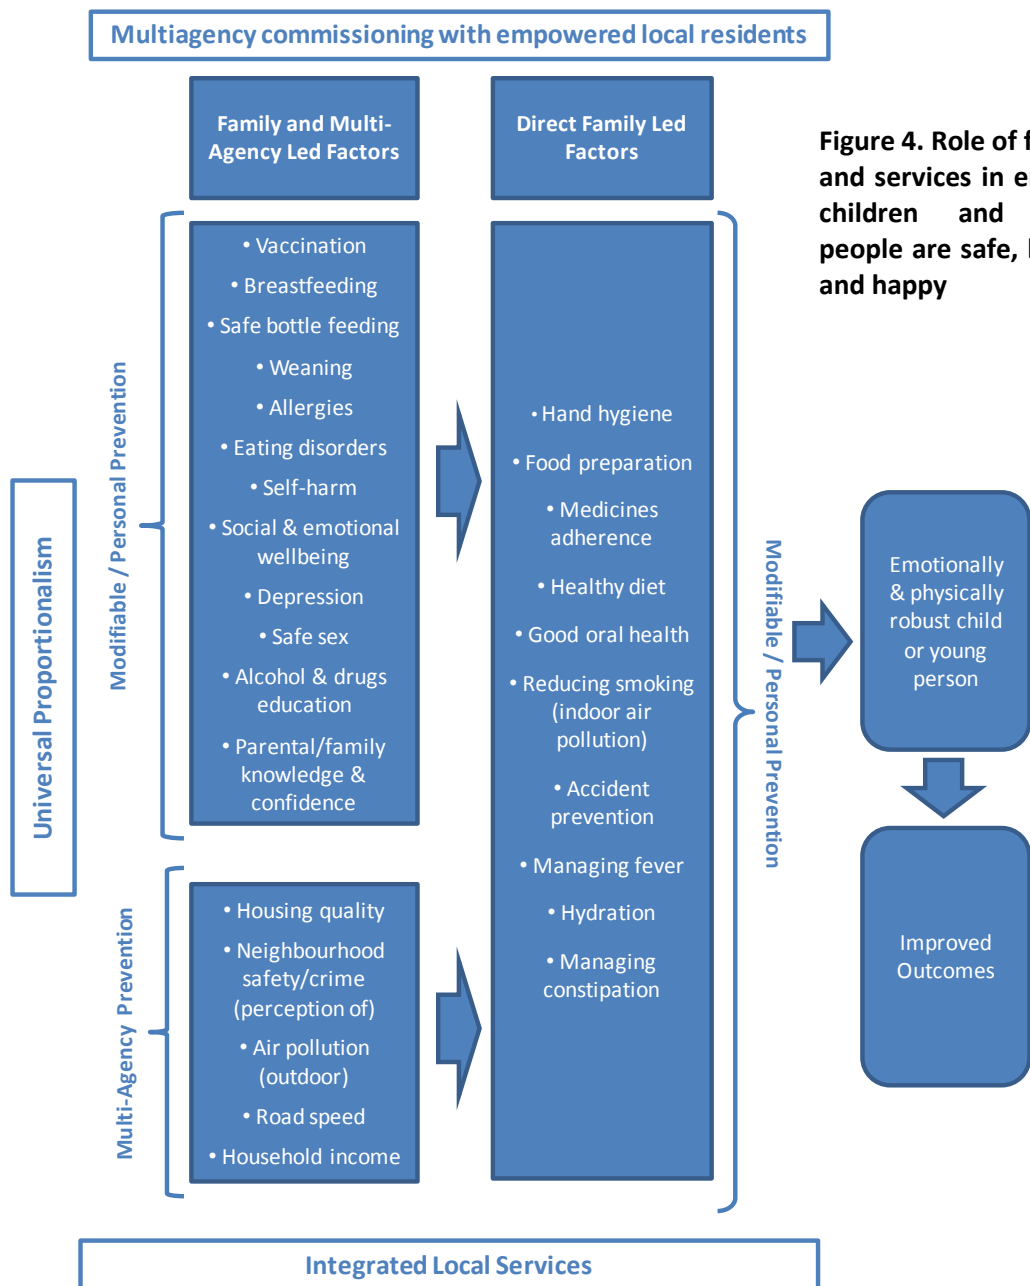 Multiagency commissioning with empowered local residents
Family and Multi-
Agency Led Factors
Direct Family Led
Factors
Figure 4. Role of
and services in
children and
people are safe,
and happy
Universal Proportionalism
Modifiable / Personal Prevention
• Vaccination
• Breastfeeding
• Safe bottle feeding
• Weaning
• Allergies
• Eating disorders
• Self-harm
• Social & emotional
wellbeing
• Depression
• Safe sex
• Alcohol & drugs
education
• Parental/family
knowledge &
confidence
Multi-Agency Prevention
• Housing quality
• Neighbourhood
safety/crime
(perception of)
• Air pollution
(outdoor)
• Road speed
• Household income
• Hand hygiene
• Food preparation
• Medicines
adherence
• Healthy diet
• Good oral health
• Reducing smoking
(indoor air
pollution)
• Accident
prevention
• Managing fever
• Hydration
• Managing
constipation
Modifiable / Personal Prevention
Emotionally
& physically
robust child
or young
person
Improved
Outcomes
Integrated Local Services